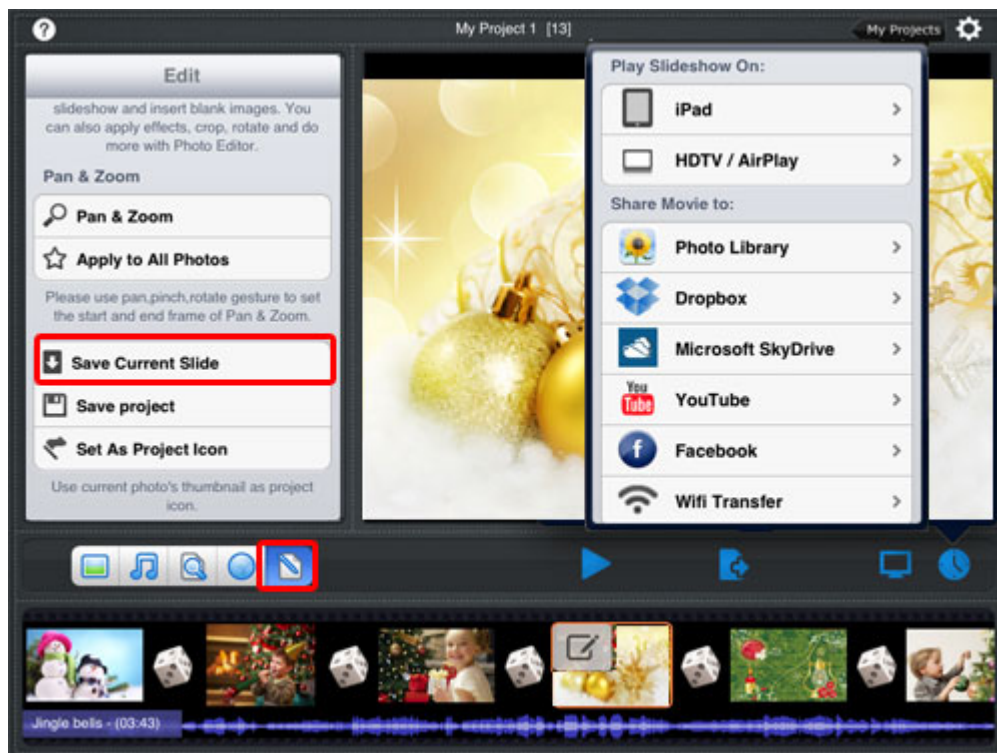 ?
My Project 1 [13]
My Projects
Edit
slideshow and insert blank images. You
can also apply effects, crop, rotate and do
more with Photo Editor.
Pan & Zoom
Pan & Zoom
Apply to All Photos
Please use pan,pinch,rotate gesture to set
the start and end frame of Pan & Zoom.
Save Current Slide
Save project
Set As Project Icon
Use current photo's thumbnail as project
icon.
Play Slideshow On:
iPad
HDTV / AirPlay
Share Movie to:
Photo Library
Dropbox
Microsoft SkyDrive
You
Tube
YouTube
f
Facebook
Wifi Transfer
Jingle bells - (03:43)